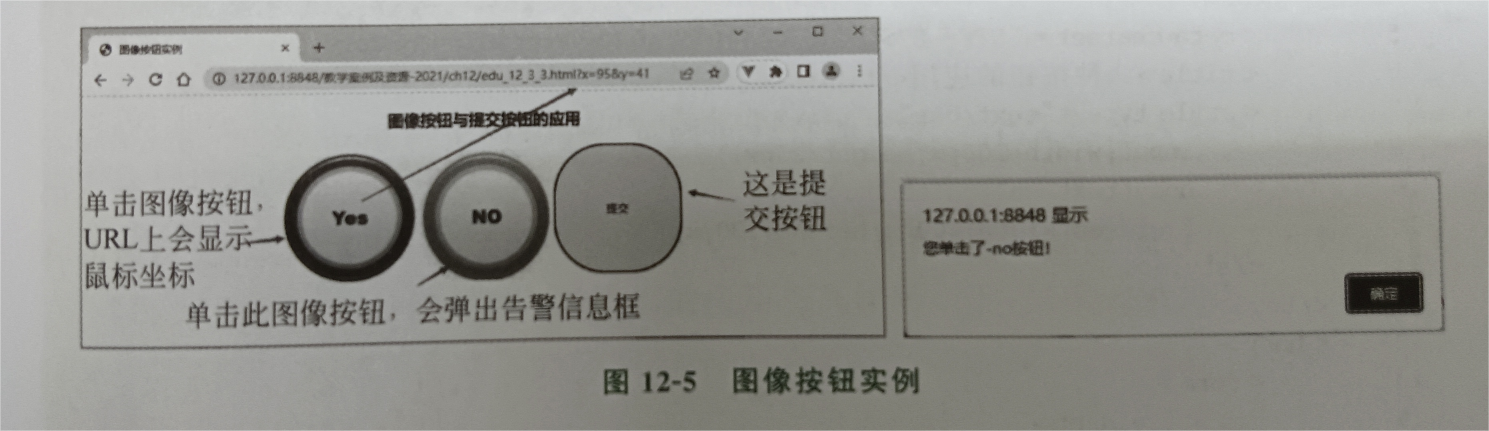 图像按钮实例
127.0.0.1:8848/教学案例及资源-2021/ch12/edu_12_3_3.html?x=95&y=41
图像按钮与提交按钮的应用
单击图像按钮，
URL上会显示
鼠标坐标
Yes
NO
提交
这是提
交按钮
单击此图像按钮，会弹出告警信息框
127.0.0.1:8848 显示
您单击了-no按钮!
确定
图 12-5 图像按钮实例